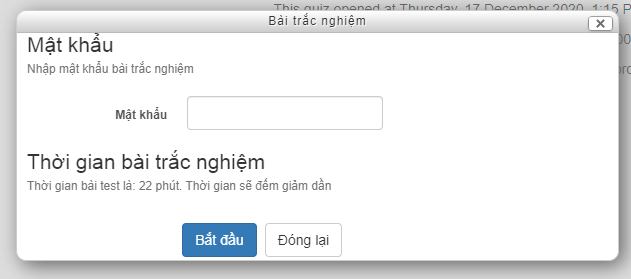 This quiz opened at Thursday, 17 December 2020, 1:15 P
Bài trắc nghiệm
Mật khẩu
Nhập mật khẩu bài trắc nghiệm
Mật khẩu
Thời gian bài trắc nghiệm
Thời gian bài test là: 22 phút. Thời gian sẽ đếm giảm dần
Bắt đầu
Đóng lại